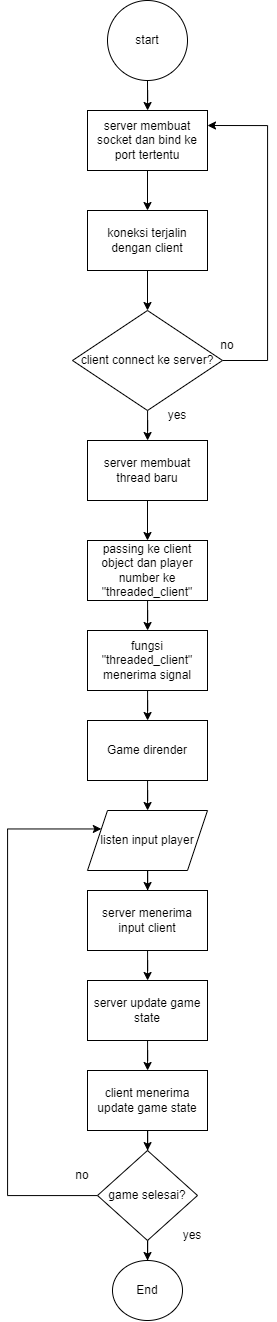 start
server membuat
socket dan bind ke
port tertentu
koneksi terjalin
dengan client
client connect ke server?
no
yes
server membuat
thread baru
passing ke client
object dan player
number ke
"threaded_client"
fungsi
"threaded_client"
menerima signal
Game dirender
listen input player
server menerima
input client
server update game
state
client menerima
update game state
no
game selesai?
yes
End